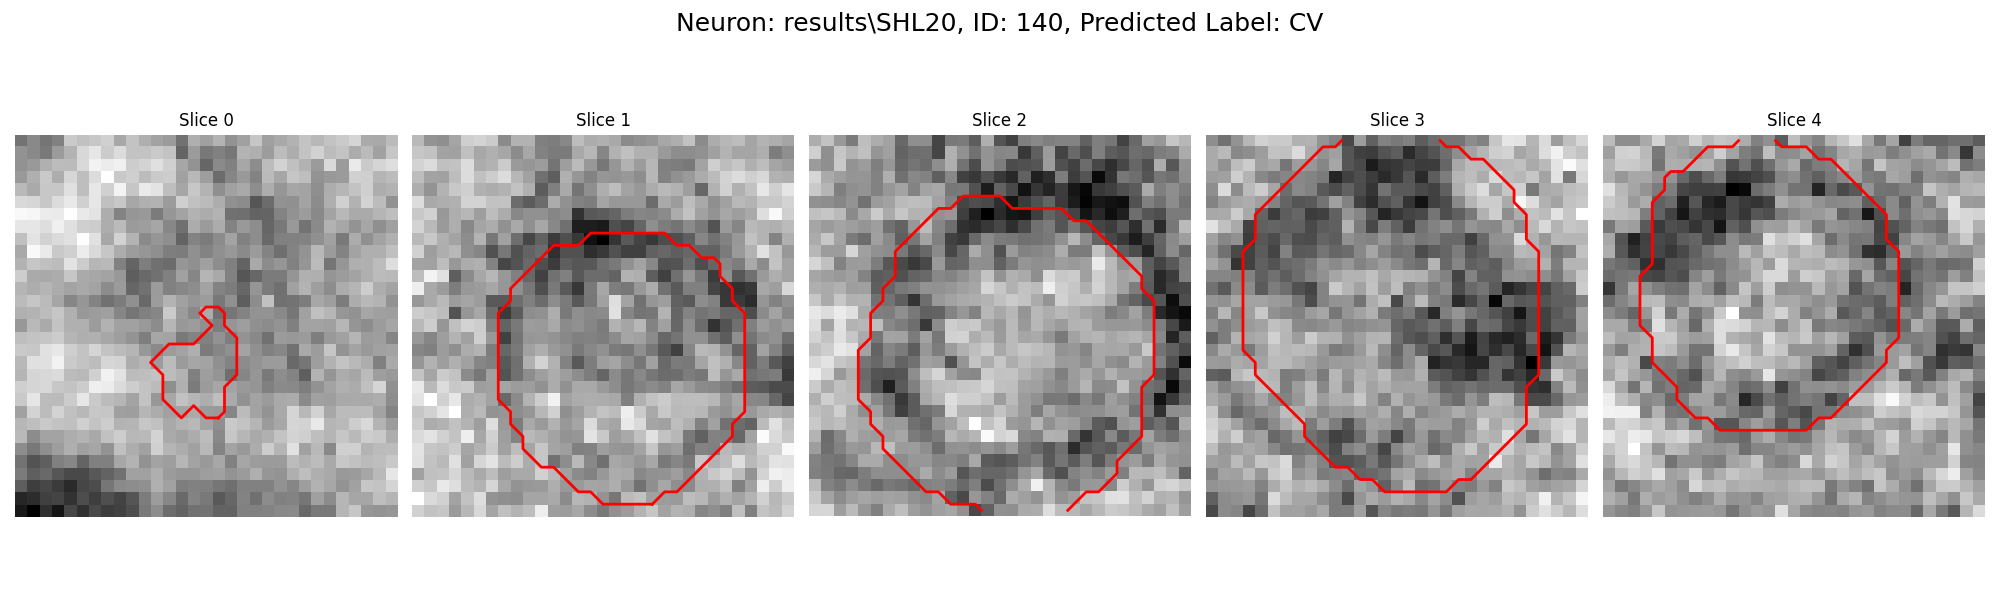 Neuron: results\SHL20, ID: 140, Predicted Label: CV
Slice 0
Slice 1
Slice 2
Slice 3
Slice 4